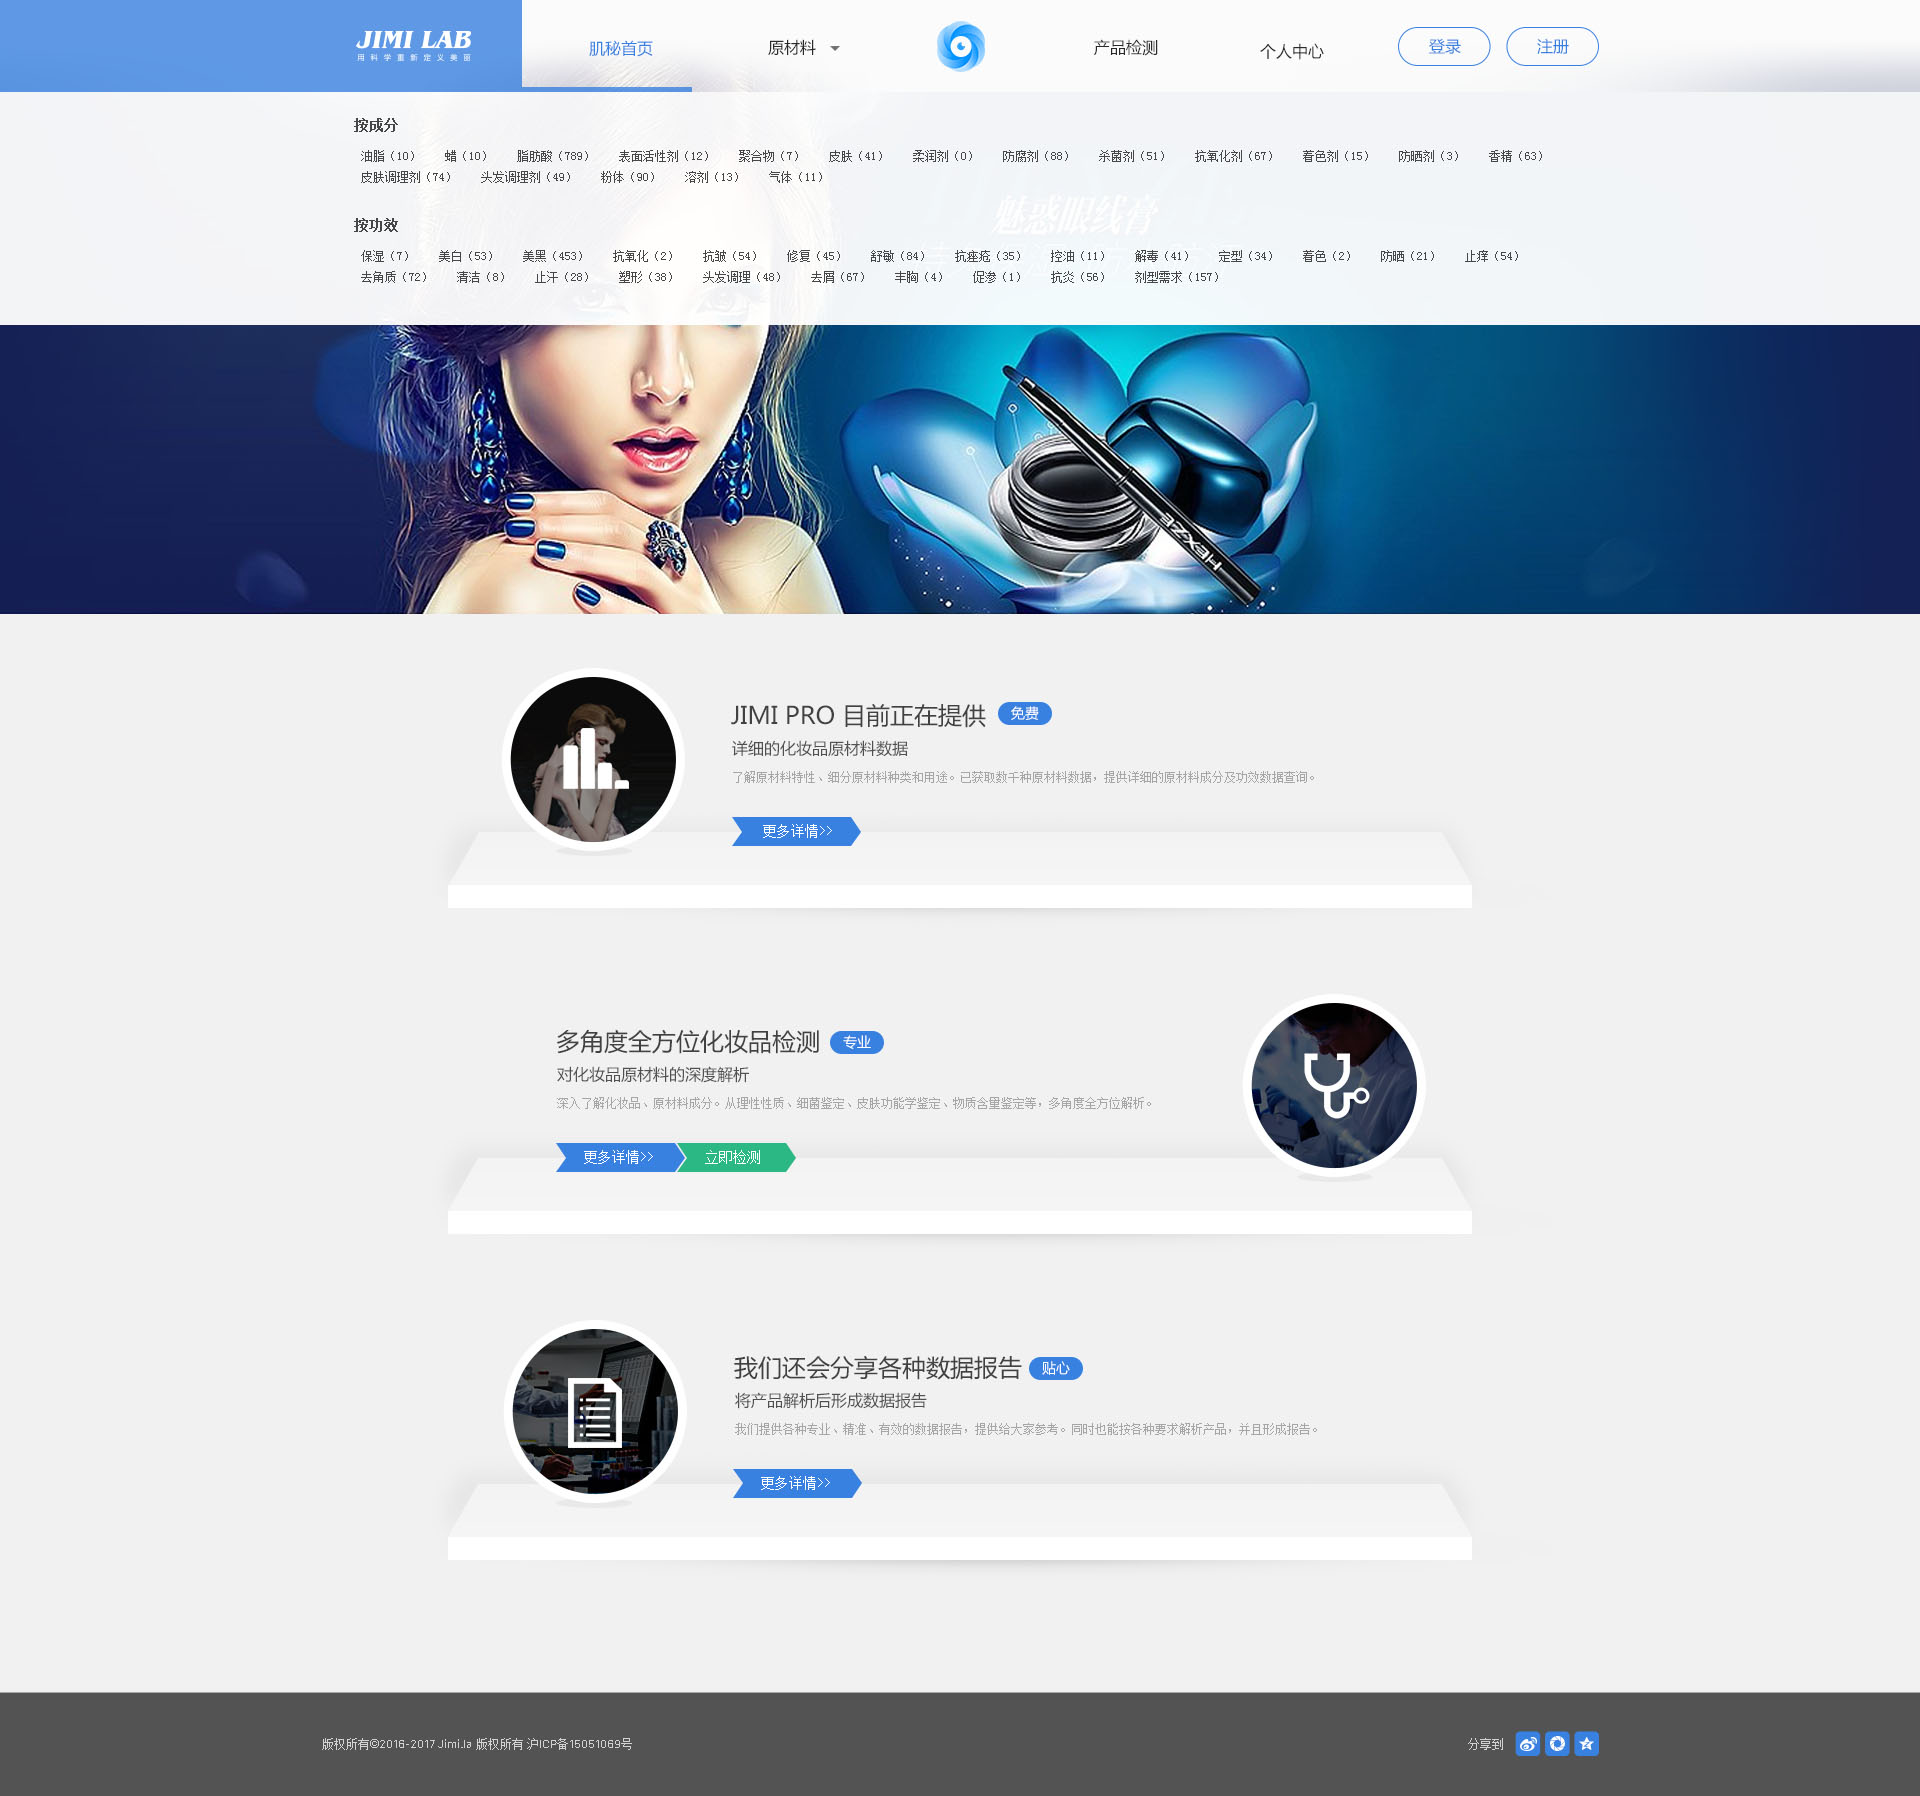 JIMI LAB
用科学重新定义美丽
肌秘首页
原材料
产品检测
个人中心
登录
注册
按成分
油脂（10） 蜡（10） 脂肪酸（789） 表面活性剂（12） 聚合物（7） 皮肤（41） 柔润剂（0） 防腐剂（88） 杀菌剂（51） 抗氧化剂（67） 着色剂（15） 防晒剂（3） 香精（63）
皮肤调理剂（74） 头发调理剂（49） 粉体（90） 溶剂（13） 气体（11）
魅惑眼线膏
按功效
保湿（7） 美白（53） 美黑（453） 抗氧化（2） 抗皱（54） 修复（45） 舒敏（84） 抗痤疮（35） 控油（11） 解毒（41） 定型（34） 着色（2） 防晒（21） 止痒（54）
去角质（72） 清洁（8） 止汗（28） 塑形（38） 头发调理（48） 去屑（67） 丰胸（4） 促渗（1） 抗炎（56） 剂型需求（157）
HEXZE
JIMI PRO 目前正在提供 免费
详细的化妆品原材料数据
了解原材料特性、细分原材料种类和用途。已获取数千种原材料数据，提供详细的原材料成分及功效数据查询。
更多详情>>
多角度全方位化妆品检测 专业
对化妆品原材料的深度解析
深入了解化妆品、原材料成分。从理性性质、细菌鉴定、皮肤功能学鉴定、物质含量鉴定等，多角度全方位解析。
更多详情>> 立即检测
我们还会分享各种数据报告 贴心
将产品解析后形成数据报告
我们提供各种专业、精准、有效的数据报告，提供给大家参考。同时也能按各种要求解析产品，并且形成报告。
更多详情>>
版权所有©2016-2017 Jimi.la 版权所有 沪ICP备15051069号
分享到